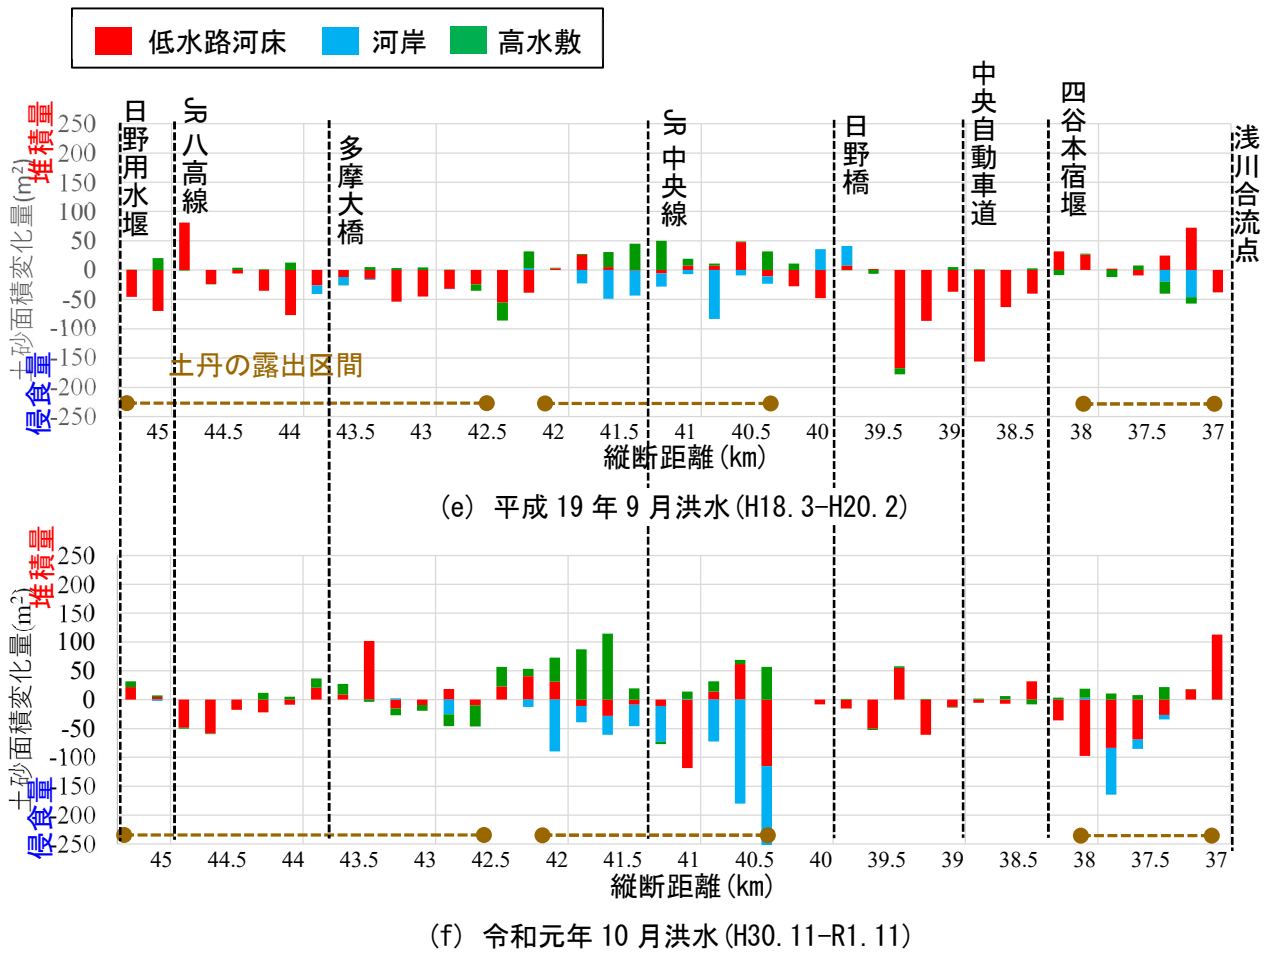 低水路河床 河岸 高水敷
日野用水堰
JR 八高線
多摩大橋
JR 中央線
日野橋
中央自動車道
四谷本宿堰
浅川合流点
堆積量
土砂面積変化量(m²)
侵食量
250
200
150
100
50
0
-50
-100
-150
-200
-250
土丹の露出区間
45 44.5 44 43.5 43 42.5 42 41.5 41 40.5 40 39.5 39 38.5 38 37.5 37
縦断距離(km)
(e) 平成 19 年 9 月洪水(H18.3−H20.2)
堆積量
土砂面積変化量(m²)
侵食量
250
200
150
100
50
0
-50
-100
-150
-200
-250
45 44.5 44 43.5 43 42.5 42 41.5 41 40.5 40 39.5 39 38.5 38 37.5 37
縦断距離(km)
(f) 令和元年 10 月洪水(H30.11−R1.11)